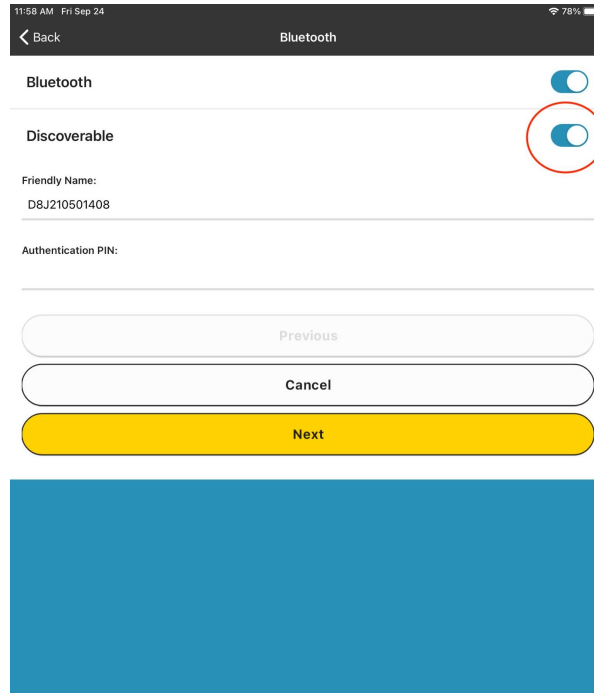 11:58 AM Fri Sep 24 78%
Back Bluetooth
Bluetooth
Discoverable
Friendly Name:
D8J210501408
Authentication PIN:
Previous
Cancel
Next